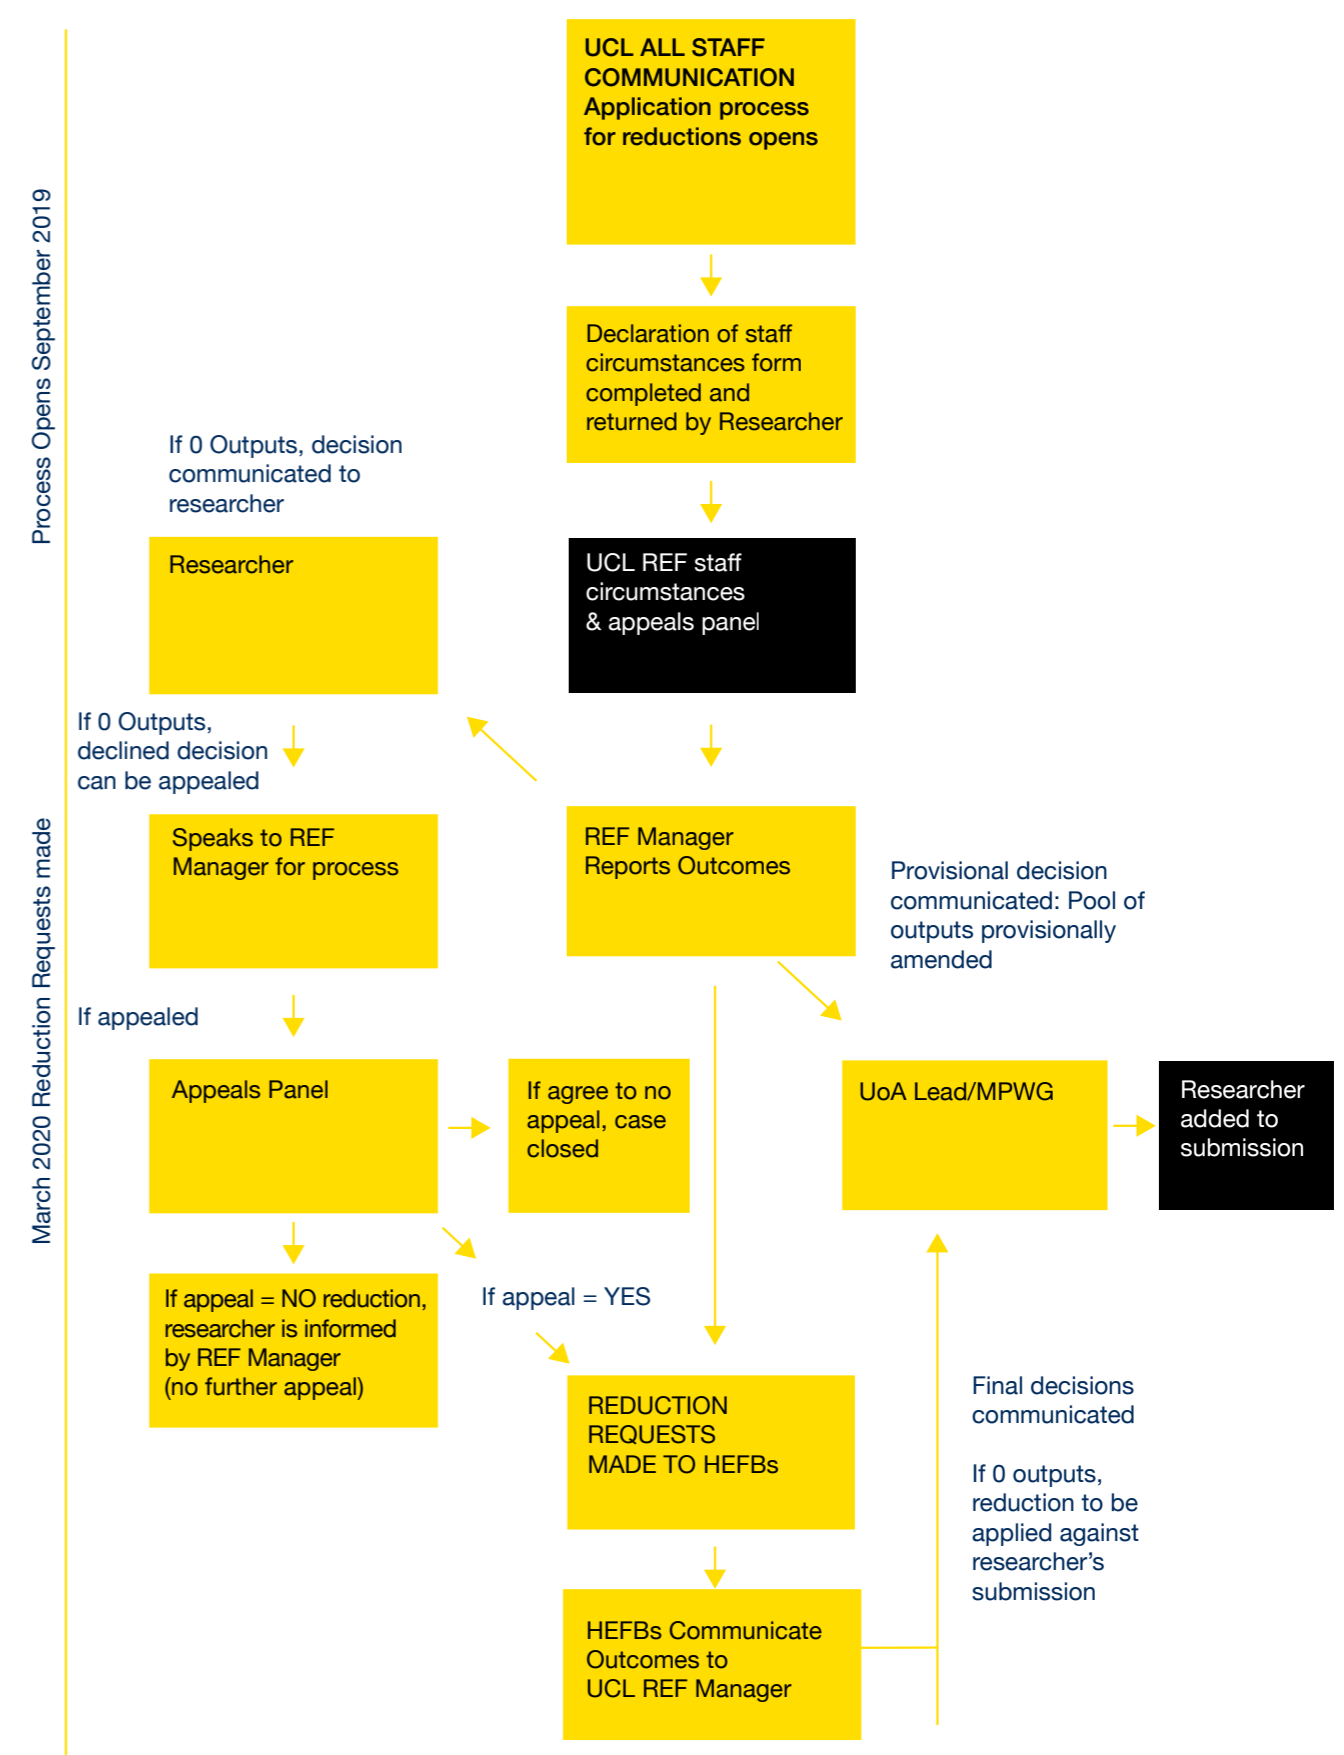 UCL ALL STAFF
COMMUNICATION
Application process
for reductions opens
Process Opens September 2019
Declaration of staff
circumstances form
completed and
returned by Researcher
If 0 Outputs, decision
communicated to
researcher
Researcher
UCL REF staff
circumstances
& appeals panel
If 0 Outputs,
declined decision
can be appealed
Speaks to REF
Manager for process
REF Manager
Reports Outcomes
Provisional decision
communicated: Pool of
outputs provisionally
amended
March 2020 Reduction Requests made
If appealed
Appeals Panel
If agree to no
appeal, case
closed
UoA Lead/MPWG
Researcher
added to
submission
If appeal = NO reduction,
researcher is informed
by REF Manager
(no further appeal)
If appeal = YES
REDUCTION
REQUESTS
MADE TO HEFBs
Final decisions
communicated
If 0 outputs,
reduction to be
applied against
researcher's
submission
HEFBs Communicate
Outcomes to
UCL REF Manager